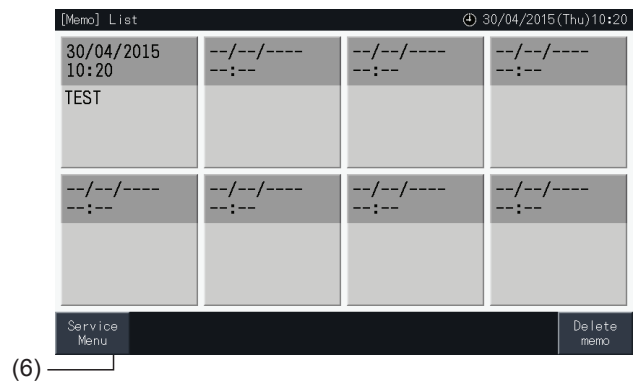 [Memo] List 30/04/2015(Thu)10:20
30/04/2015 --/--/---- --/--/---- --/--/----
10:20 --:-- --:-- --:--
TEST
--/--/---- --/--/---- --/--/---- --/--/----
--:-- --:-- --:-- --:--
Service Delete
Menu memo
(6)